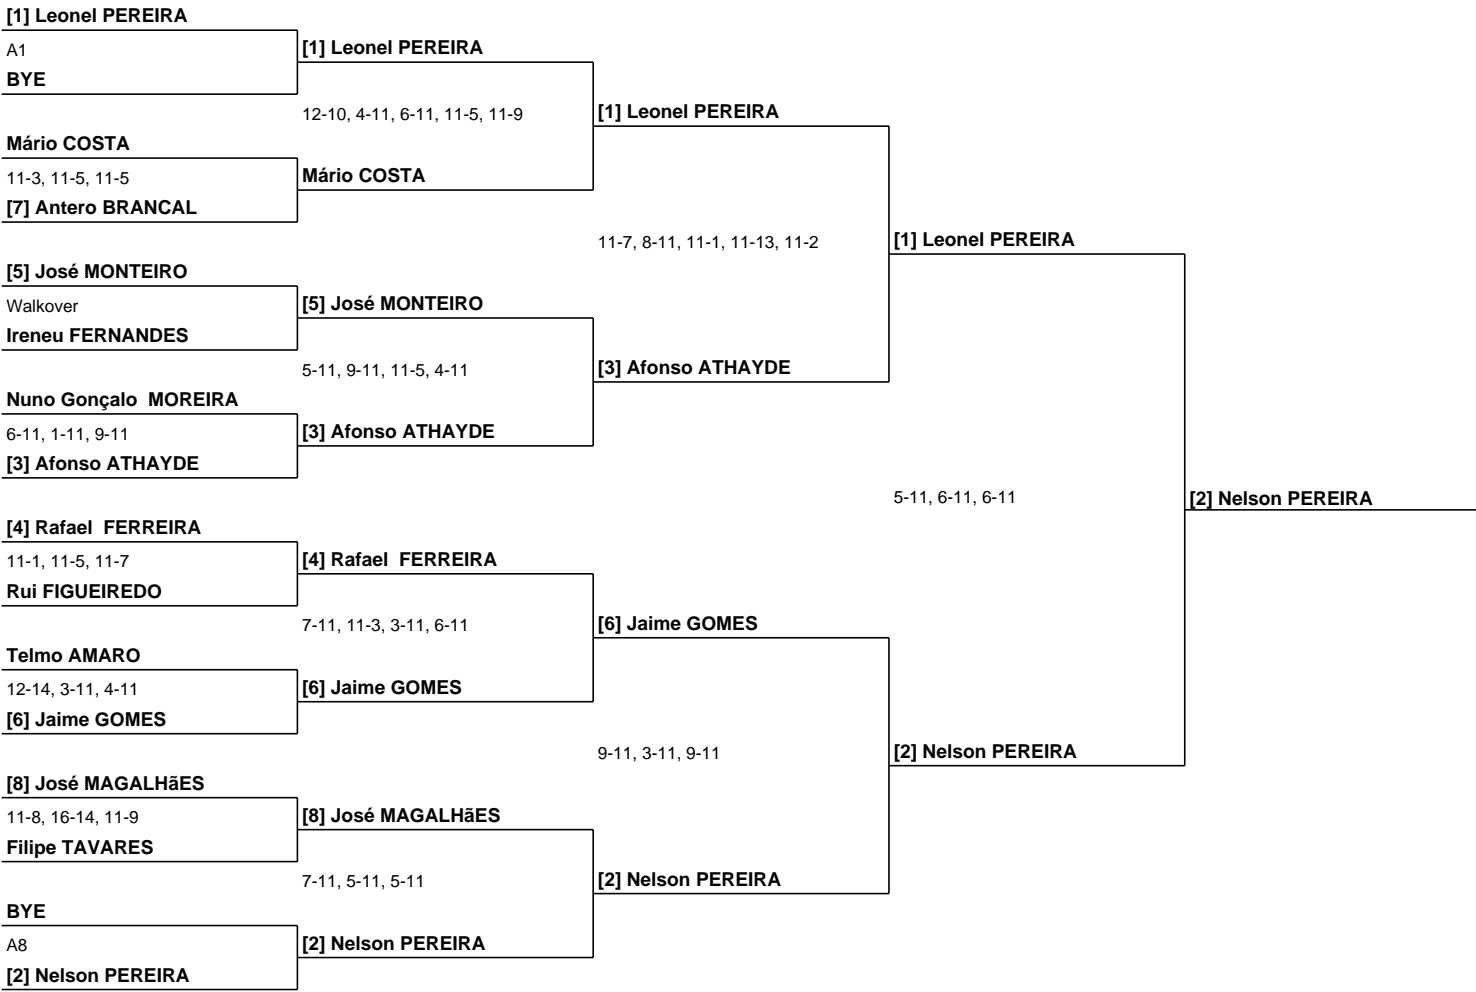 [1] Leonel PEREIRA
A1
BYE
Mário COSTA
11-3, 11-5, 11-5
[7] Antero BRANCAL
[5] José MONTEIRO
Walkover
Ireneu FERNANDES
Nuno Gonçalo  MOREIRA
6-11, 1-11, 9-11
[3] Afonso ATHAYDE
[4] Rafael  FERREIRA
11-1, 11-5, 11-7
Rui FIGUEIREDO
Telmo AMARO
12-14, 3-11, 4-11
[6] Jaime GOMES
[8] José MAGALHãES
11-8, 16-14, 11-9
Filipe TAVARES
BYE
A8
[2] Nelson PEREIRA
[1] Leonel PEREIRA
12-10, 4-11, 6-11, 11-5, 11-9
Mário COSTA
[5] José MONTEIRO
5-11, 9-11, 11-5, 4-11
[3] Afonso ATHAYDE
[4] Rafael  FERREIRA
7-11, 11-3, 3-11, 6-11
[6] Jaime GOMES
[8] José MAGALHãES
7-11, 5-11, 5-11
[2] Nelson PEREIRA
[1] Leonel PEREIRA
11-7, 8-11, 11-1, 11-13, 11-2
[3] Afonso ATHAYDE
[6] Jaime GOMES
9-11, 3-11, 9-11
[2] Nelson PEREIRA
[1] Leonel PEREIRA
5-11, 6-11, 6-11
[2] Nelson PEREIRA
[2] Nelson PEREIRA